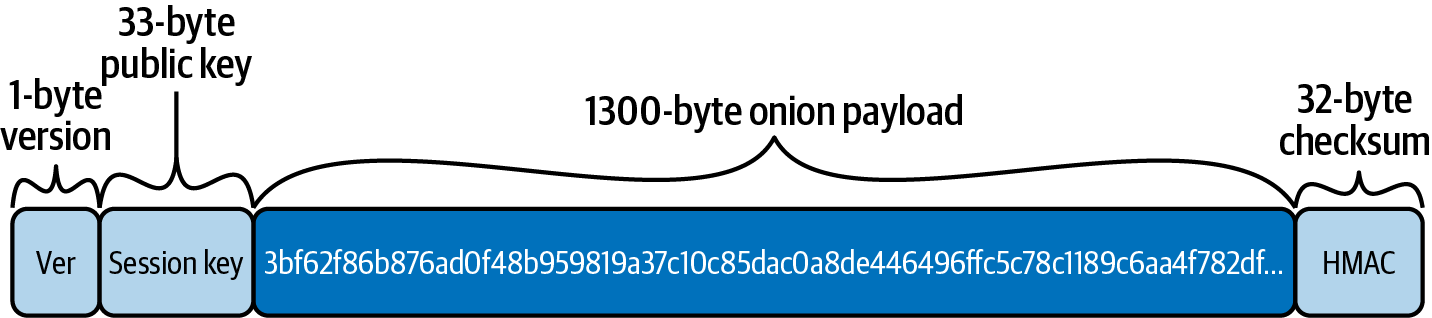 33-byte
public key
1-byte
version
1300-byte onion payload
32-byte
checksum
Ver
Session key
3bf62f86b876ad0f48b959819a37c10c85dac0a8de446496ffc5c78c1189c6aa4f782df...
HMAC